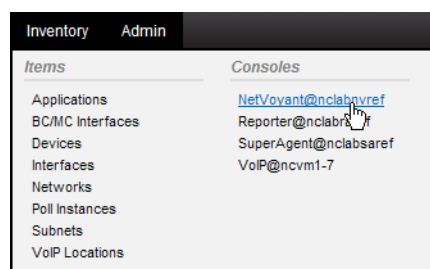 Inventory Admin
Items
Applications
BC/MC Interfaces
Devices
Interfaces
Networks
Poll Instances
Subnets
VoIP Locations
Consoles
NetVoyant@nclabnvref
SuperAgent@nclabsaref
VoIP@ncvm1-7